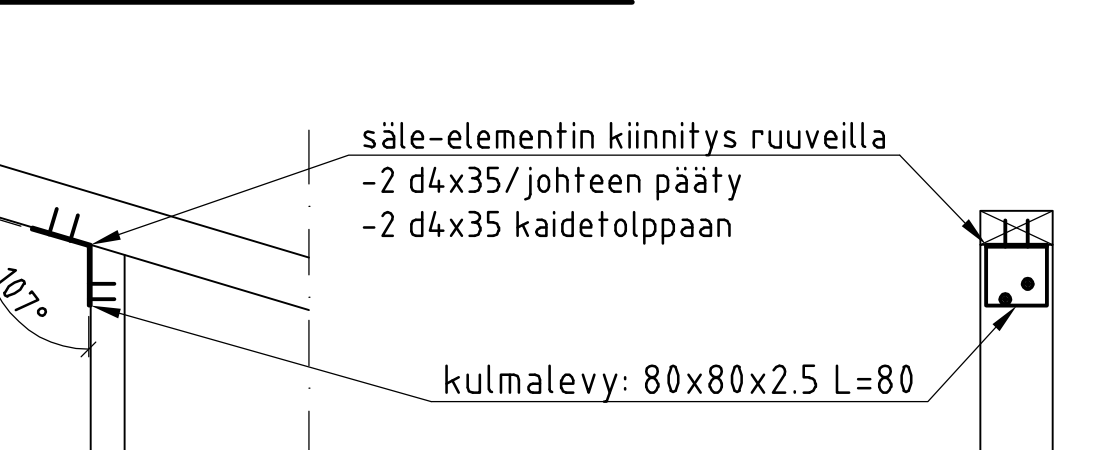 säle-elementin kiinnitys ruuveilla
-2 d4x35/johteen pääty
-2 d4x35 kaidetolppaan
107°
kulmalevy: 80x80x2.5 L=80